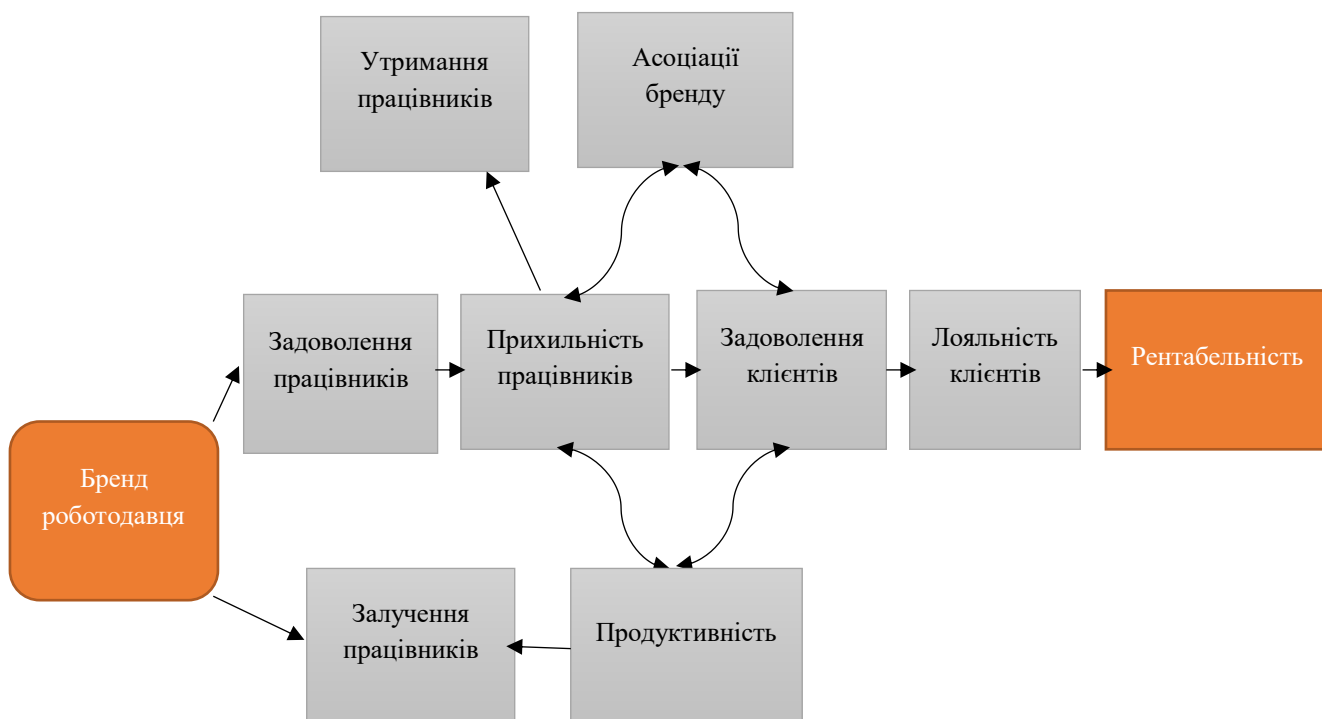 Утримання
працівників
Асоціації
бренду
Задоволення
працівників
Прихильність
працівників
Задоволення
клієнтів
Лояльність
клієнтів
Рентабельність
Бренд
роботодавця
Залучення
працівників
Продуктивність